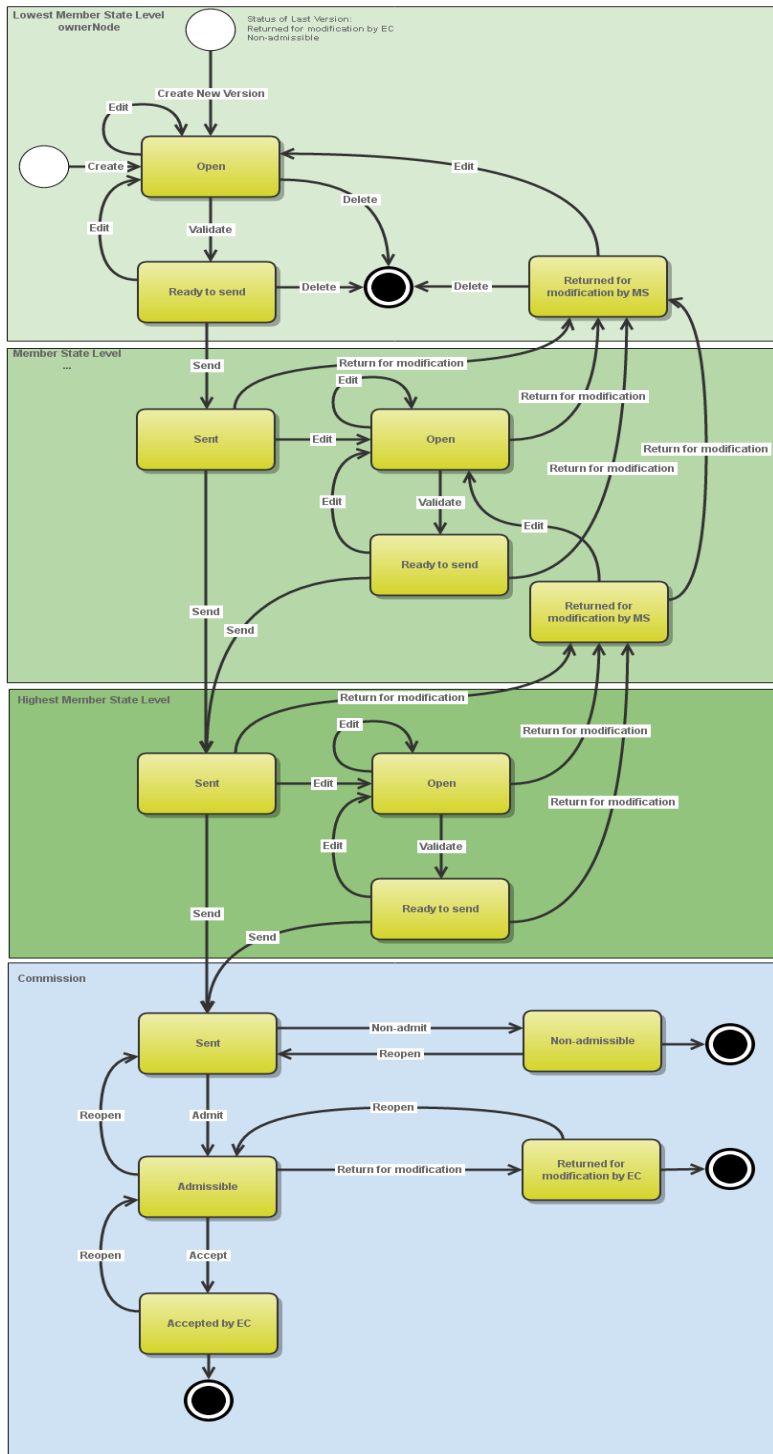 Lowest Member State Level
ownerNode
Status of Last Version:
Returned for modification by EC
Non-admissible
Create New Version
Edit
Create
Open
Edit
Edit
Delete
Validate
Ready to send
Delete
Delete
Returned for
modification by MS
Member State Level
...
Send
Return for modification
Edit
Return for modification
Sent
Edit
Open
Return for modification
Return for modification
Edit
Validate
Edit
Ready to send
Returned for
modification by MS
Send
Send
Highest Member State Level
Return for modification
Edit
Return for modification
Sent
Edit
Open
Return for modification
Edit
Validate
Ready to send
Send
Send
Commission
Sent
Non-admit
Non-admissible
Reopen
Reopen
Admit
Reopen
Admissible
Return for modification
Returned for
modification by EC
Reopen
Accept
Accepted by EC